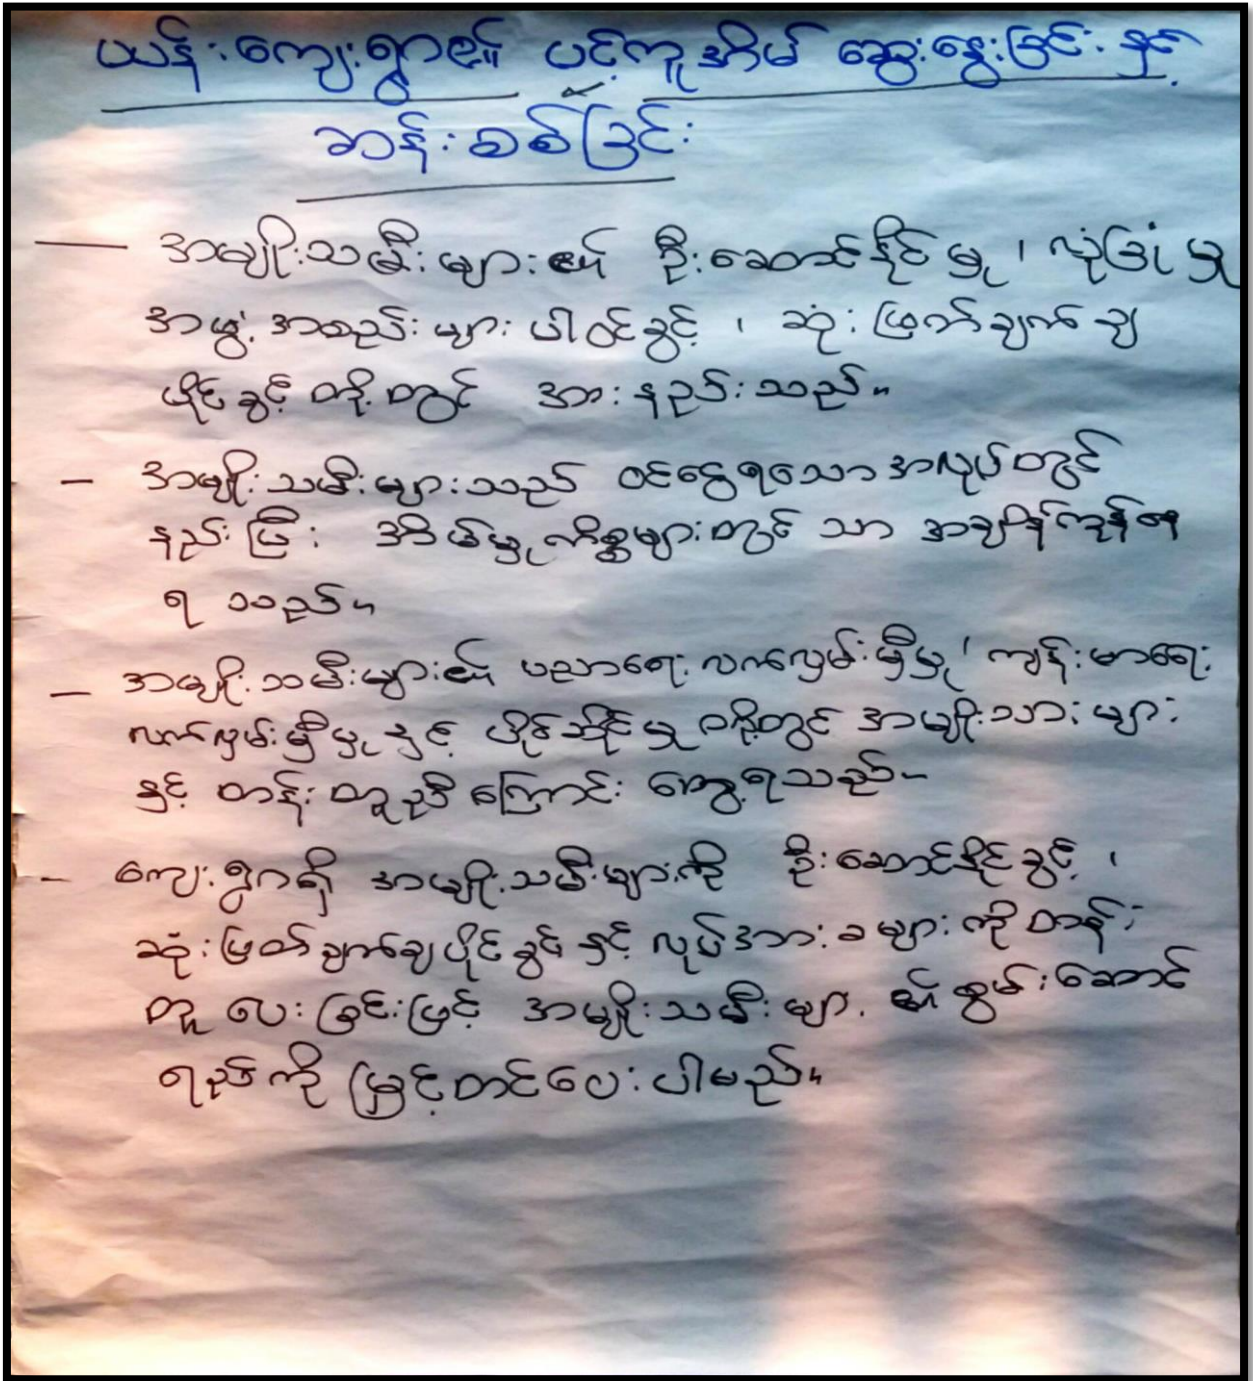 ယန်းကျေးရွာ၏ ပင့်ကူအိမ် ဆွေးနွေးခြင်း နှင့်
ဆန်းစစ်ခြင်း
— အမျိုးသမီးများ၏ ဦးဆောင်နိုင်မှု၊ လုံခြုံမှု
အဖွဲ့အစည်းများ ပါဝင်ခွင့်၊ ဆုံးဖြတ်ချက်ချ
ပိုင်ခွင့်တို့တွင် အားနည်းသည်။
- အမျိုးသမီးများသည် ဝင်ငွေရသောအလုပ်တွင်
နည်းပြီး အိမ်မှုကိစ္စများတွင် သာ အချိန်ကုန်နေ
ရ သည်။
- အမျိုးသမီးများ၏ ပညာရေးလက်လှမ်းမှီမှု၊ ကျန်းမာရေး
လက်လှမ်းမှီမှု နှင့် ပိုင်ဆိုင်မှု တို့တွင် အမျိုးသားများ
နှင့် တန်းတူညီကြောင်း တွေ့ရသည်။
- ကျေးရွာရှိ အမျိုးသမီးများကို ဦးဆောင်နိုင်ခွင့်၊
ဆုံးဖြတ်ချက်ချပိုင်ခွင့် နှင့် လုပ်အားခများကို တန်း
တူ ပေးခြင်းဖြင့် အမျိုးသမီးများ ၏ စွမ်းဆောင်
ရည်ကို မြှင့်တင်ပေးပါမည်။